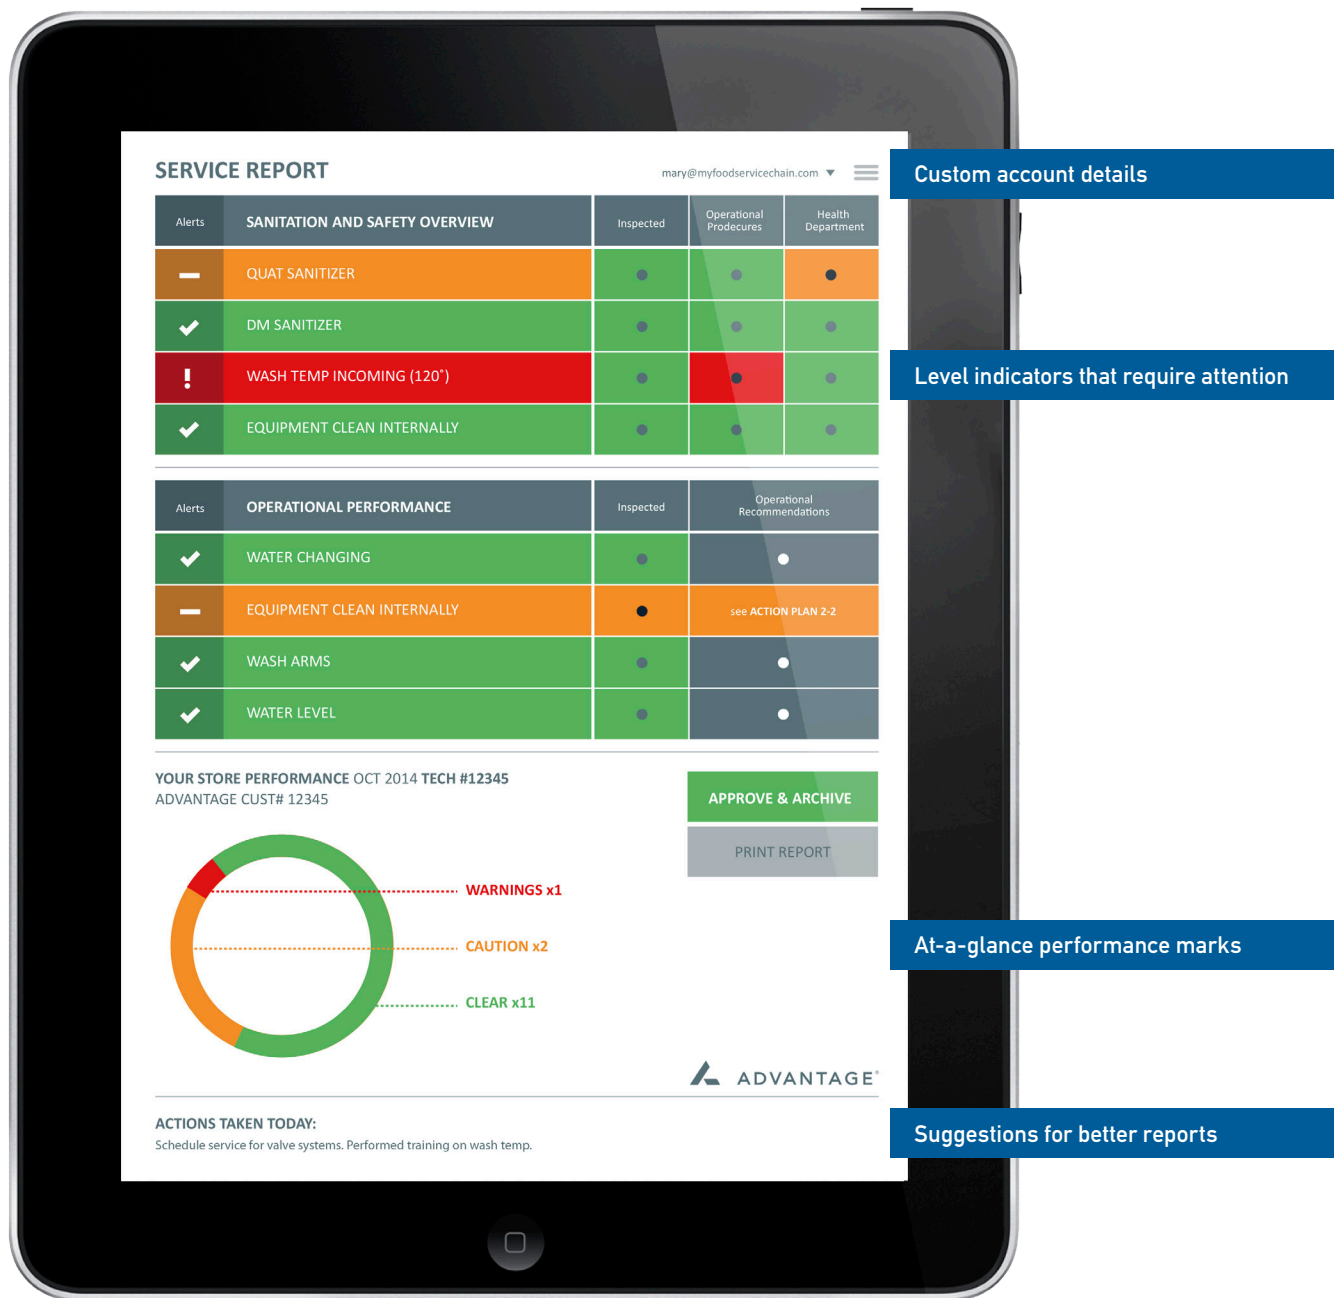 SERVICE REPORT
mary@myfoodservicechain.com
Custom account details
Alerts SANITATION AND SAFETY OVERVIEW Inspected Operational Prodecures Health Department
QUAT SANITIZER
DM SANITIZER
WASH TEMP INCOMING (120˚)
Level indicators that require attention
EQUIPMENT CLEAN INTERNALLY
Alerts OPERATIONAL PERFORMANCE Inspected Operational Recommendations
WATER CHANGING
EQUIPMENT CLEAN INTERNALLY see ACTION PLAN 2-2
WASH ARMS
WATER LEVEL
YOUR STORE PERFORMANCE OCT 2014 TECH #12345
ADVANTAGE CUST# 12345
APPROVE & ARCHIVE
PRINT REPORT
WARNINGS x1
CAUTION x2
CLEAR x11
At-a-glance performance marks
ADVANTAGE®
ACTIONS TAKEN TODAY:
Schedule service for valve systems. Performed training on wash temp.
Suggestions for better reports